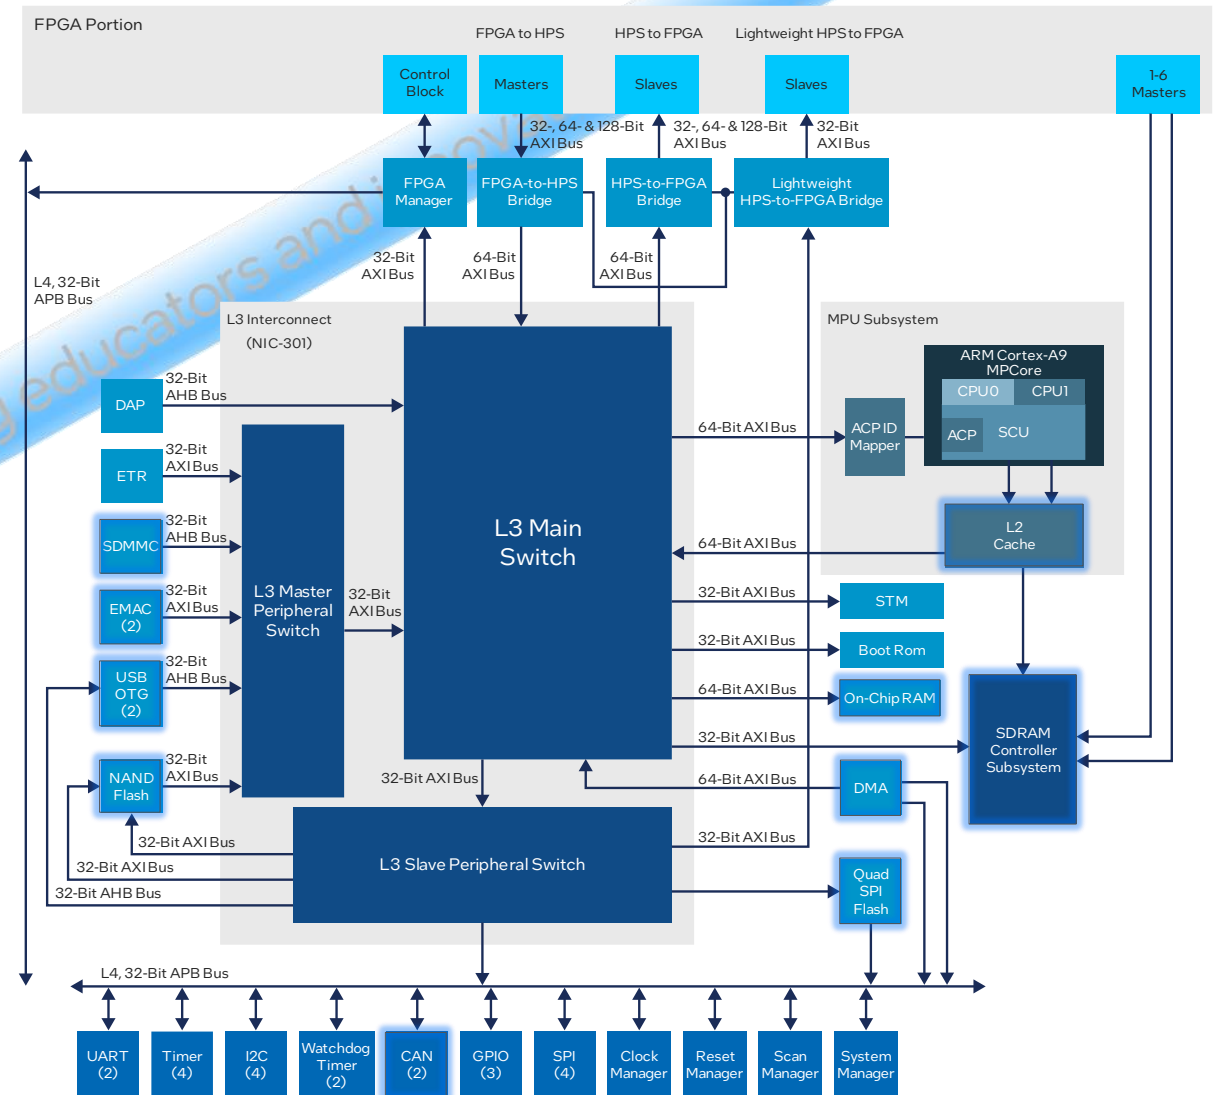 FPGA Portion
FPGA to HPS
HPS to FPGA
Lightweight HPS to FPGA
Control
Block
Masters
Slaves
Slaves
1-6
Masters
32-, 64- & 128-Bit
AXI Bus
32-, 64- & 128-Bit
AXI Bus
32-Bit
AXI Bus
FPGA
Manager
FPGA-to-HPS
Bridge
HPS-to-FPGA
Bridge
Lightweight
HPS-to-FPGA Bridge
32-Bit
AXI Bus
64-Bit
AXI Bus
64-Bit
AXI Bus
L4, 32-Bit
APB Bus
educators and
L3 Interconnect
(NIC-301)
MPU Subsystem
ARM Cortex-A9
MPCore
CPU0
CPU1
ACP
SCU
ACP ID
Mapper
L2
Cache
DAP
32-Bit
AHB Bus
ETR
32-Bit
AXI Bus
SDMMC
32-Bit
AHB Bus
EMAC
(2)
32-Bit
AXI Bus
USB
OTG
(2)
32-Bit
AHB Bus
NAND
Flash
32-Bit
AXI Bus
L3 Master
Peripheral
Switch
32-Bit
AXI Bus
L3 Main
Switch
64-Bit AXI Bus
64-Bit AXI Bus
32-Bit AXI Bus
STM
32-Bit AXI Bus
Boot Rom
64-Bit AXI Bus
On-Chip RAM
32-Bit AXI Bus
SDRAM
Controller
Subsystem
64-Bit AXI Bus
DMA
32-Bit AXI Bus
32-Bit AXI Bus
Quad
SPI
Flash
L3 Slave Peripheral Switch
32-Bit AXI Bus
32-Bit AXI Bus
32-Bit AHB Bus
L4, 32-Bit APB Bus
UART
(2)
Timer
(4)
I2C
(4)
Watchdog
Timer
(2)
CAN
(2)
GPIO
(3)
SPI
(4)
Clock
Manager
Reset
Manager
Scan
Manager
System
Manager